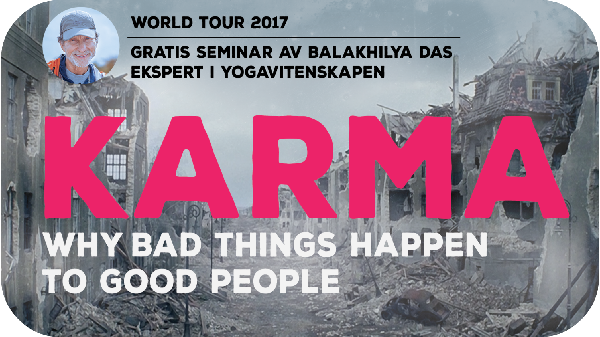 WORLD TOUR 2017
GRATIS SEMINAR AV BALAKHILYA DAS
EKSPERT I YOGAVITENSKAPEN
KARMA
WHY BAD THINGS HAPPEN
TO GOOD PEOPLE